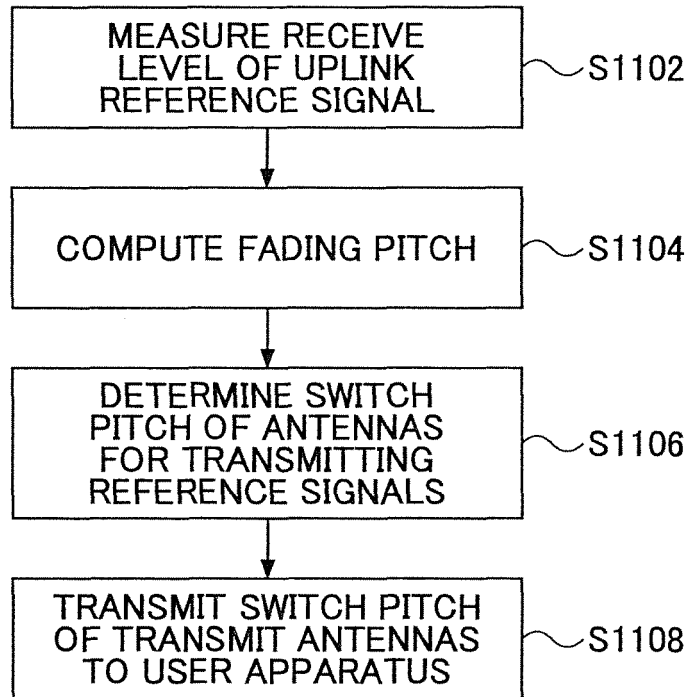 MEASURE RECEIVE
LEVEL OF UPLINK
REFERENCE SIGNAL
S1102
COMPUTE FADING PITCH
S1104
DETERMINE SWITCH
PITCH OF ANTENNAS
FOR TRANSMITTING
REFERENCE SIGNALS
S1106
TRANSMIT SWITCH PITCH
OF TRANSMIT ANTENNAS
TO USER APPARATUS
S1108